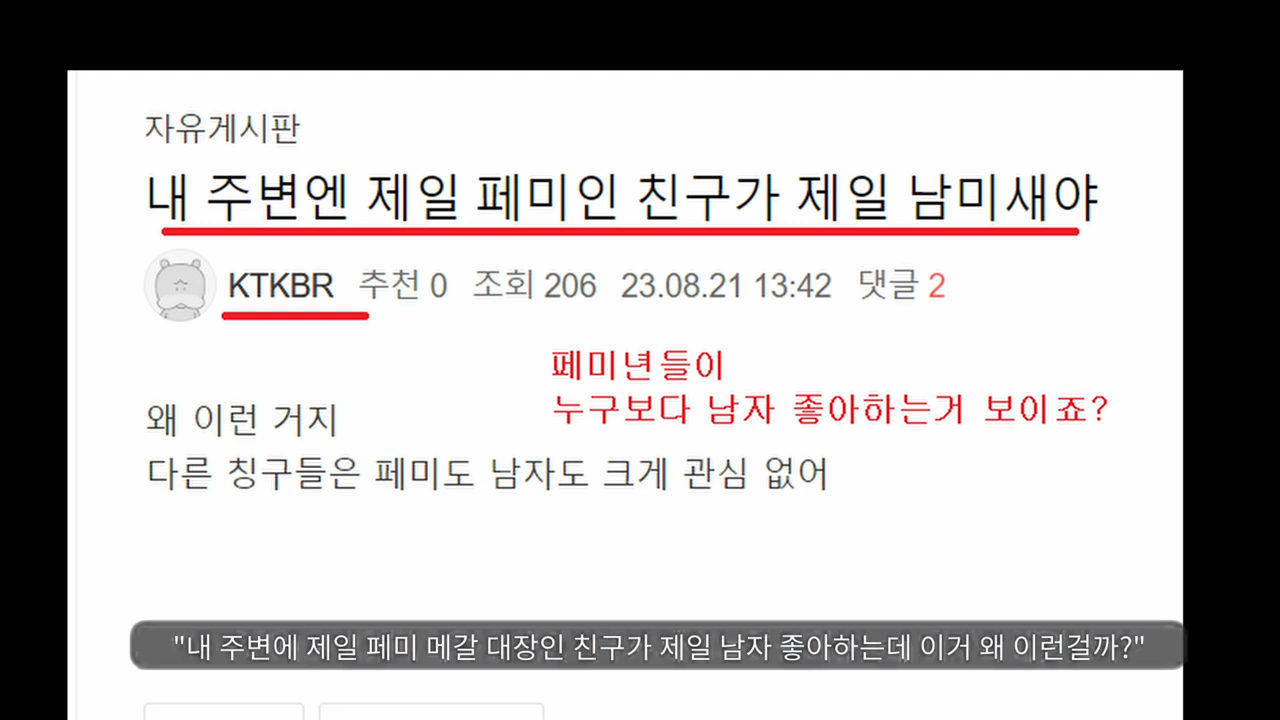 자유게시판
내 주변엔 제일 페미인 친구가 제일 남미새야
KTKBR 추천 0 조회 206 23.08.21 13:42 댓글 2
페미년들이
누구보다 남자 좋아하는거 보이죠?
왜 이런 거지
다른 칭구들은 페미도 남자도 크게 관심 없어
"내 주변에 제일 페미 메갈 대장인 친구가 제일 남자 좋아하는데 이거 왜 이런걸까?"